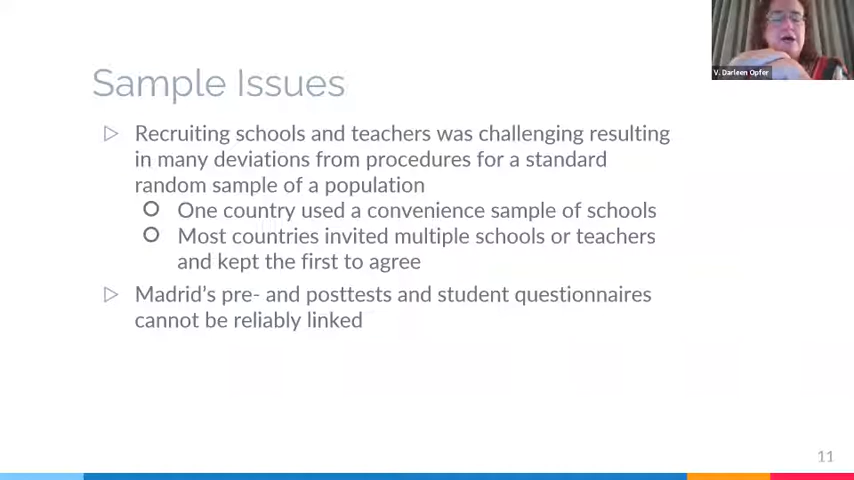 V. Darleen Opfer
Sample Issues
Recruiting schools and teachers was challenging resulting
in many deviations from procedures for a standard
random sample of a population
One country used a convenience sample of schools
Most countries invited multiple schools or teachers
and kept the first to agree
Madrid's pre- and posttests and student questionnaires
cannot be reliably linked
11